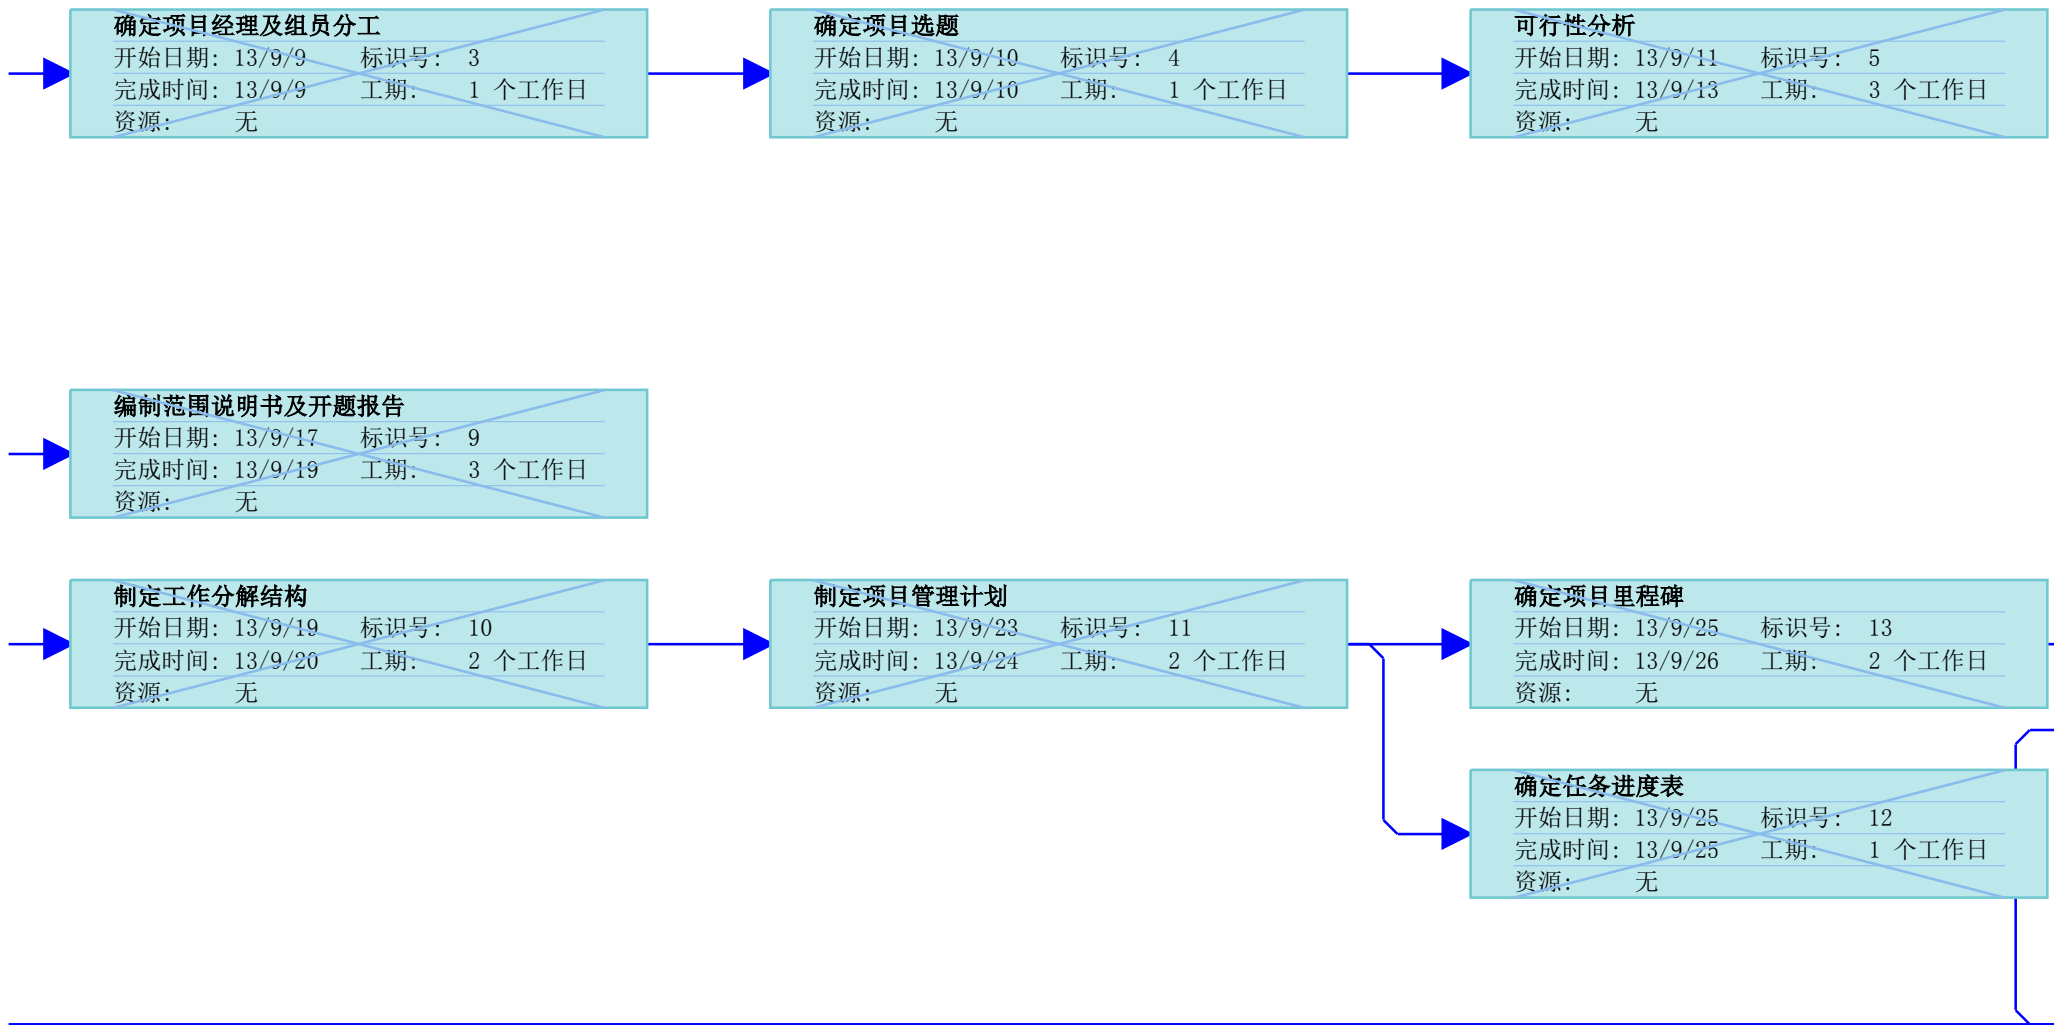 确定项目经理及组员分工
开始日期: 13/9/9 标识号: 3
完成时间: 13/9/9 工期: 1 个工作日
资源: 无
确定项目选题
开始日期: 13/9/10 标识号: 4
完成时间: 13/9/10 工期: 1 个工作日
资源: 无
可行性分析
开始日期: 13/9/11 标识号: 5
完成时间: 13/9/13 工期: 3 个工作日
资源: 无
编制范围说明书及开题报告
开始日期: 13/9/17 标识号: 9
完成时间: 13/9/19 工期: 3 个工作日
资源: 无
制定工作分解结构
开始日期: 13/9/19 标识号: 10
完成时间: 13/9/20 工期: 2 个工作日
资源: 无
制定项目管理计划
开始日期: 13/9/23 标识号: 11
完成时间: 13/9/24 工期: 2 个工作日
资源: 无
确定项目里程碑
开始日期: 13/9/25 标识号: 13
完成时间: 13/9/26 工期: 2 个工作日
资源: 无
确定任务进度表
开始日期: 13/9/25 标识号: 12
完成时间: 13/9/25 工期: 1 个工作日
资源: 无